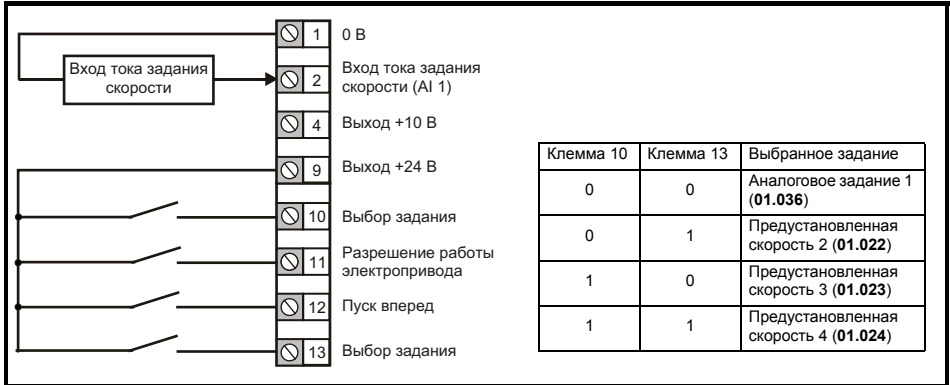 1 0 В
Вход тока задания
скорости
2 Вход тока задания
скорости (AI 1)
4 Выход +10 В
9 Выход +24 В
10 Выбор задания
11 Разрешение работы
электропривода
12 Пуск вперед
13 Выбор задания
Клемма 10 Клемма 13 Выбранное задание
0 0 Аналоговое задание 1
(01.036)
0 1 Предустановленная
скорость 2 (01.022)
1 0 Предустановленная
скорость 3 (01.023)
1 1 Предустановленная
скорость 4 (01.024)